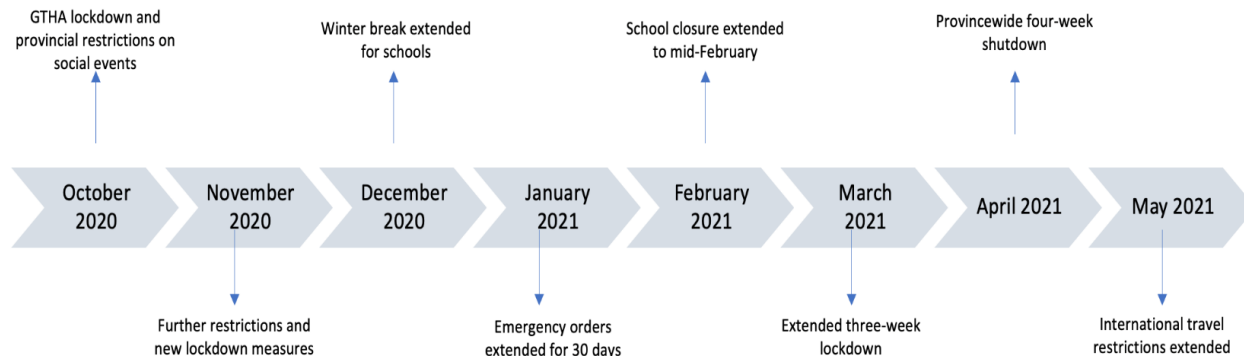 GTHA lockdown and
provincial restrictions on
social events
Winter break extended
for schools
School closure extended
to mid-February
Provincewide four-week
shutdown
October
2020
November
2020
December
2020
January
2021
February
2021
March
2021
April 2021
May 2021
Further restrictions and
new lockdown measures
Emergency orders
extended for 30 days
Extended three-week
lockdown
International travel
restrictions extended